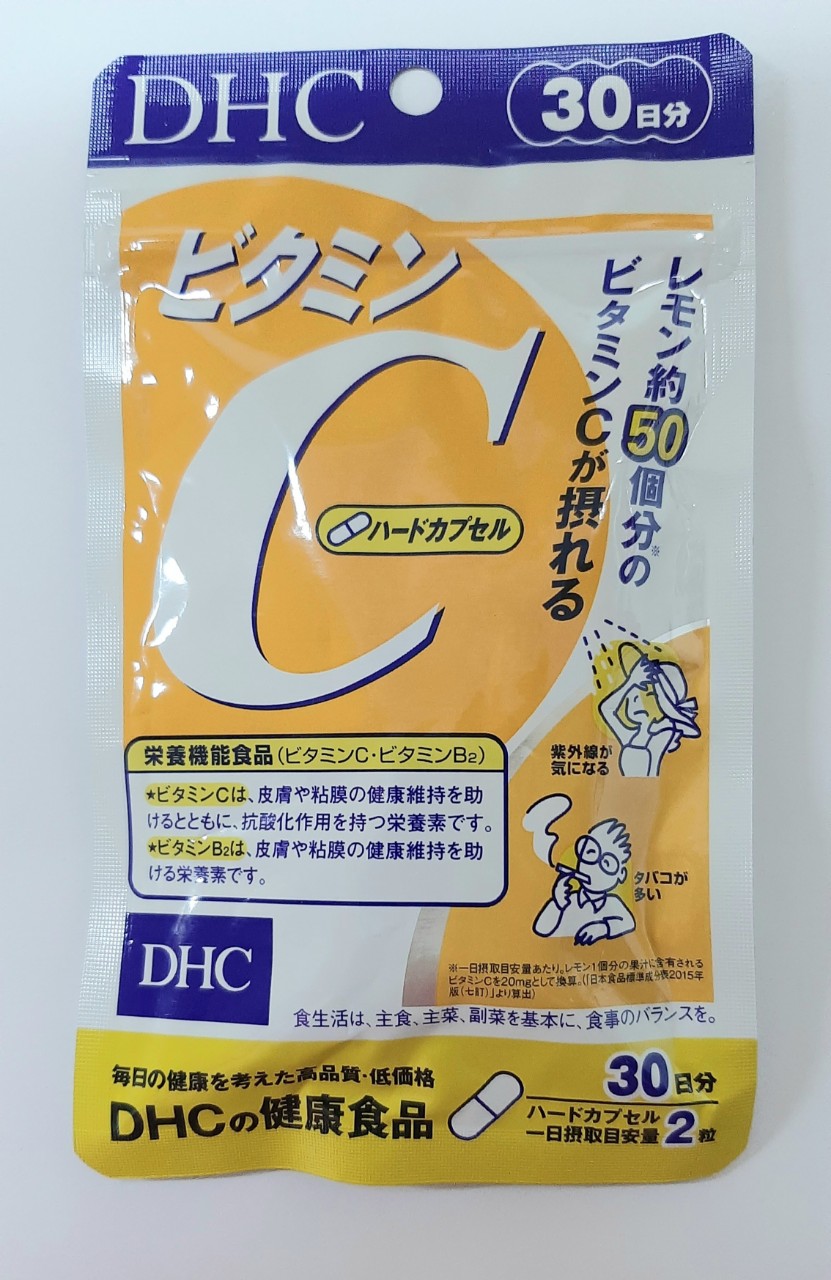 DHC
30日分
ビタミン
C
レモン約50個分※の
ビタミンCが摂れる
ハードカプセル
紫外線が
気になる
タバコが
多い
栄養機能食品(ビタミンC・ビタミンB2)
★ビタミンCは、皮膚や粘膜の健康維持を助
けるとともに、抗酸化作用を持つ栄養素です。
★ビタミンB2は、皮膚や粘膜の健康維持を助
ける栄養素です。
※一日摂取目安量あたり。レモン1個分の果汁に含有される
ビタミンCを20mgとして換算。(「日本食品標準成分表2015年
版(七訂)」より算出)
DHC
食生活は、主食、主菜、副菜を基本に、食事のバランスを。
毎日の健康を考えた高品質・低価格
DHCの健康食品
30日分
ハードカプセル
一日摂取目安量2粒